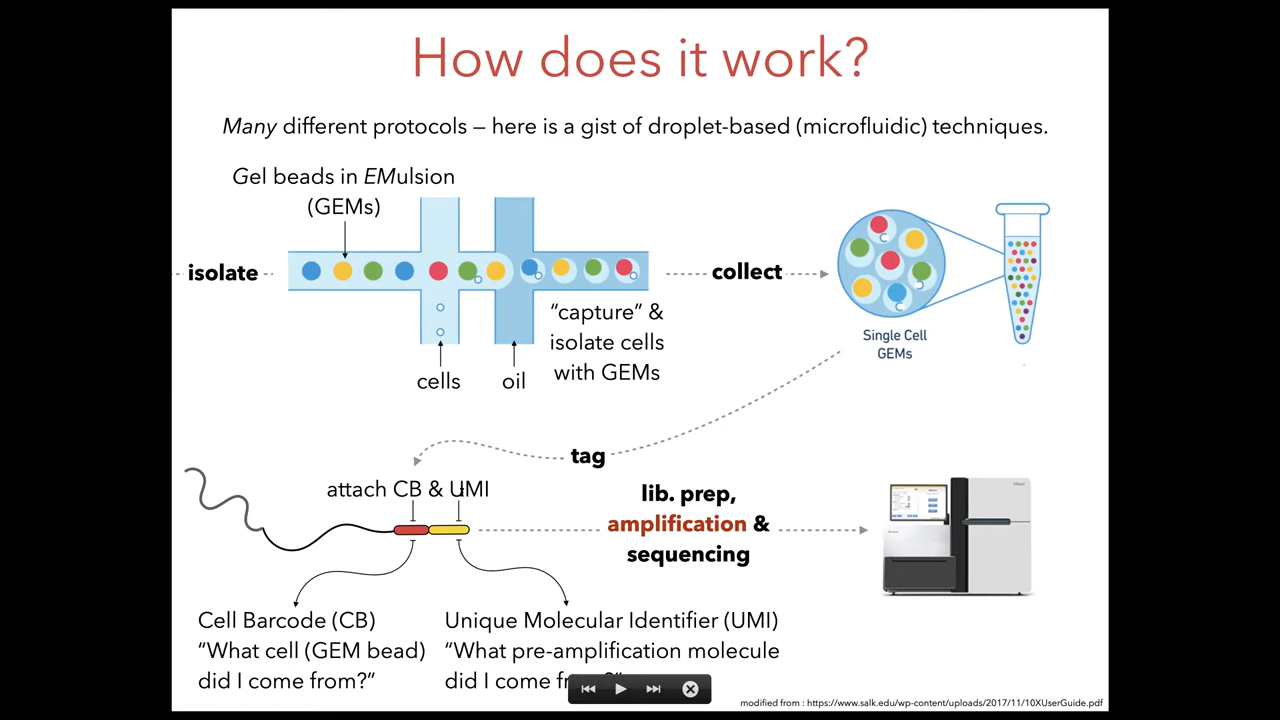 How does it work?
Many different protocols – here is a gist of droplet-based (microfluidic) techniques.
Gel beads in EMulsion
(GEMs)
isolate
collect
"capture" &
isolate cells
with GEMs
cells
oil
Single Cell
GEMs
tag
attach CB & UMI
lib. prep,
amplification &
sequencing
Cell Barcode (CB)
"What cell (GEM bead)
did I come from?"
Unique Molecular Identifier (UMI)
"What pre-amplification molecule
did I come
modified from : https://www.salk.edu/wp-content/uploads/2017/11/10XUserGuide.pdf